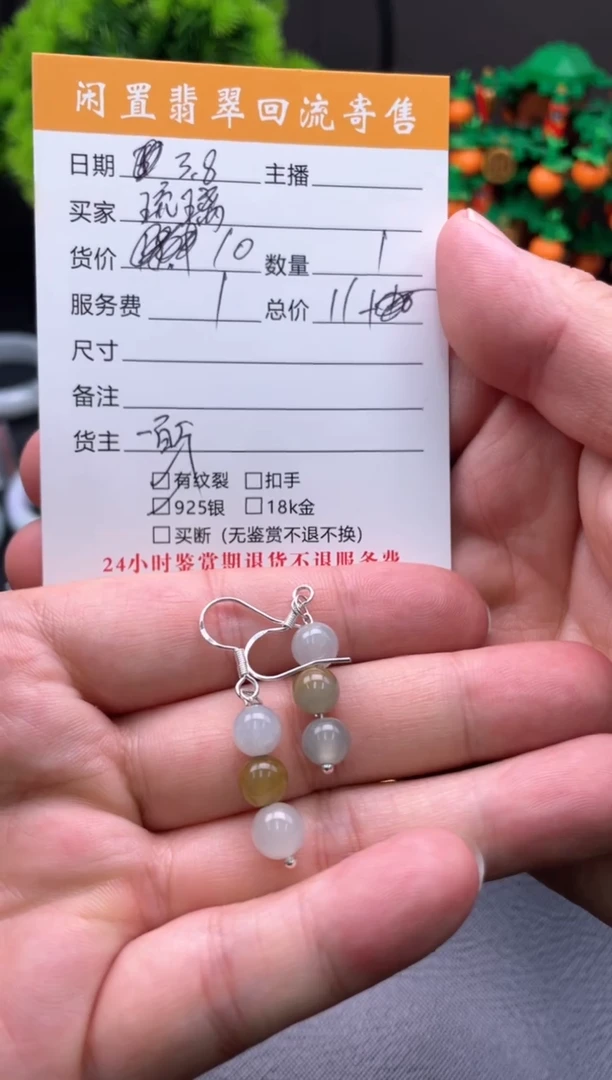 闲置翡翠回流寄售
日期 3.8 主播
买家 琉璃
货价 10 数量 1
服务费 1 总价 11
尺寸
备注
货主
☑有纹裂 □扣手
☑925银 □18k金
□买断（无鉴赏不退不换）
24小时鉴赏期退货不退服务费